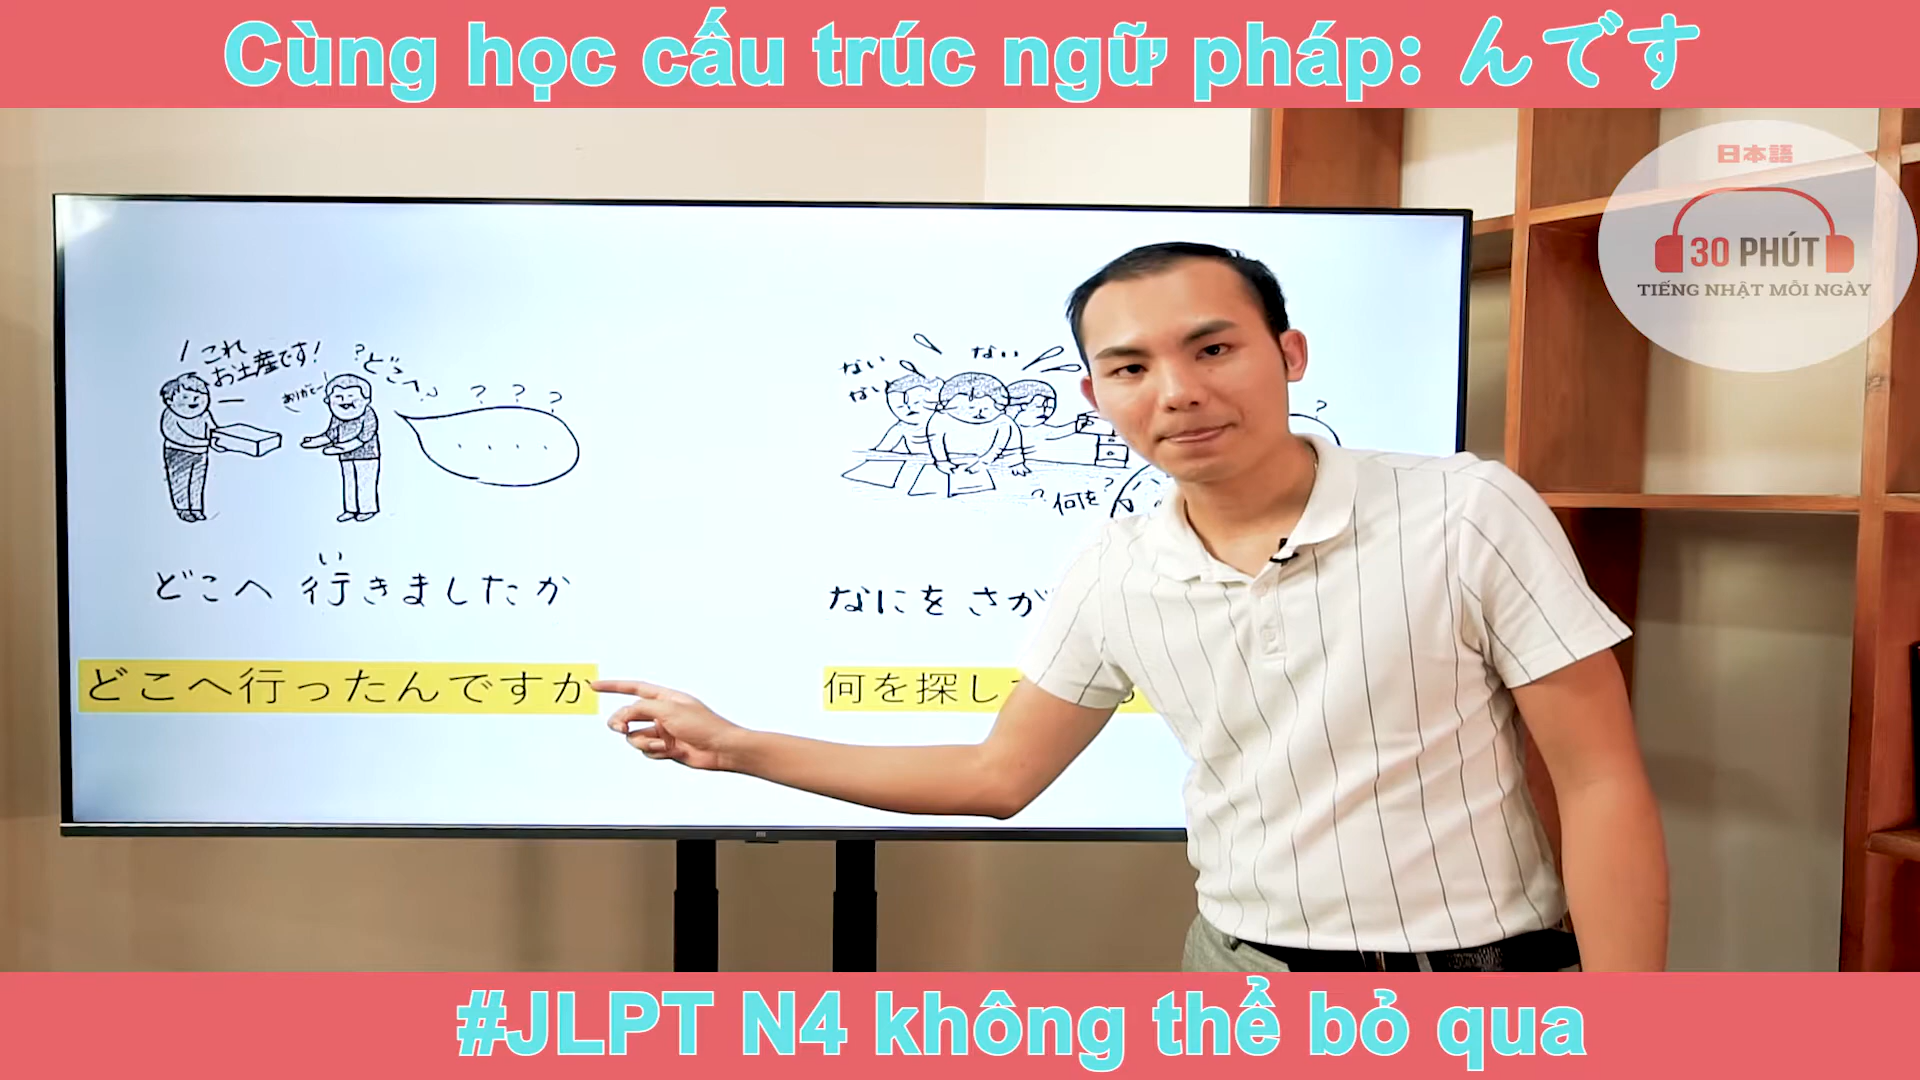 Cùng học cấu trúc ngữ pháp: んです
日本語
30 PHÚT
TIẾNG NHẬT MỖI NGÀY
これ
お土産です!
ありがとー!
?どこへ?
? ? ?
ない
ない
ない
?
?何を?
い
どこへ 行きましたか
なにを さが
どこへ行ったんですか
何を探し
#JLPT N4 không thể bỏ qua